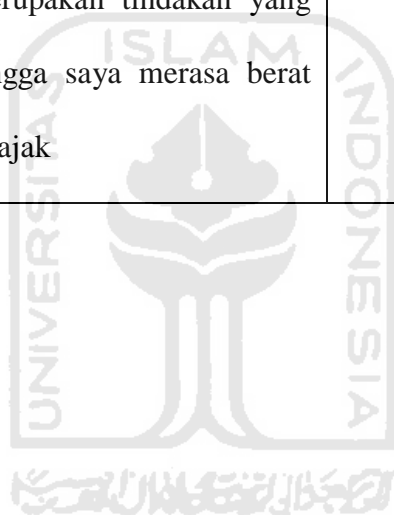 erupakan tindakan yang
ngga saya merasa berat
ajak
ISLAM
UNIVERSITAS
INDONESIA